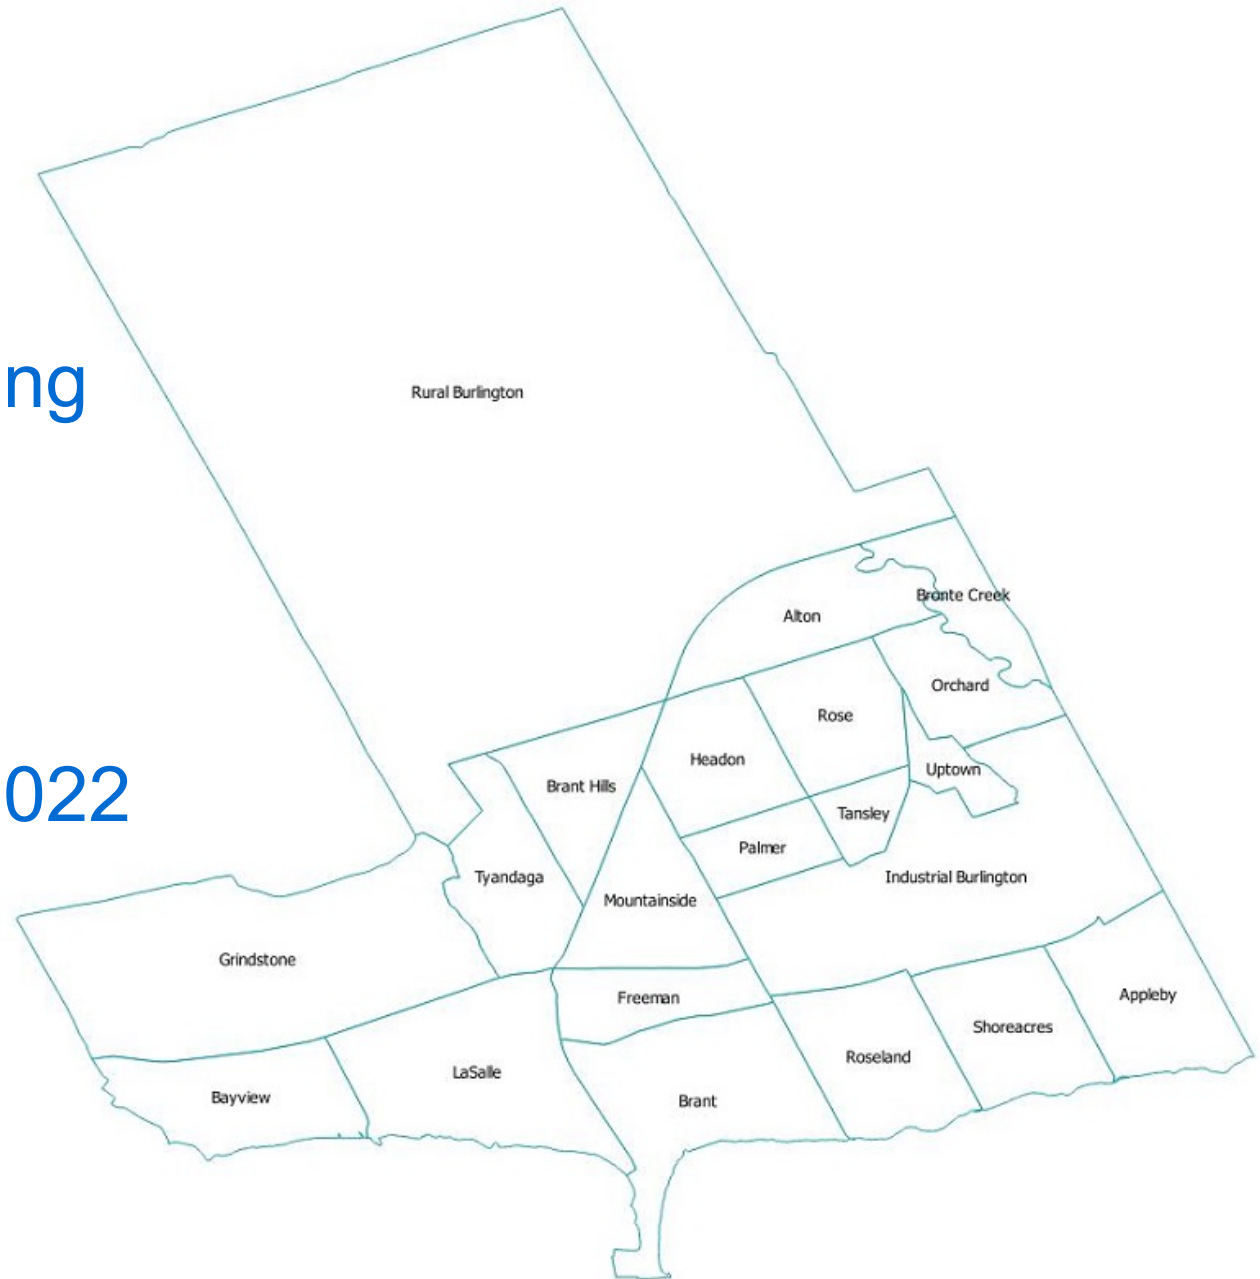 ng
Rural Burlington
Bronte Creek
Alton
Orchard
Rose
Headon
Uptown
Brant Hills
022
Tansley
Palmer
Tyandaga
Industrial Burlington
Mountainside
Grindstone
Freeman
Appleby
Shoreacres
Roseland
LaSalle
Bayview
Brant